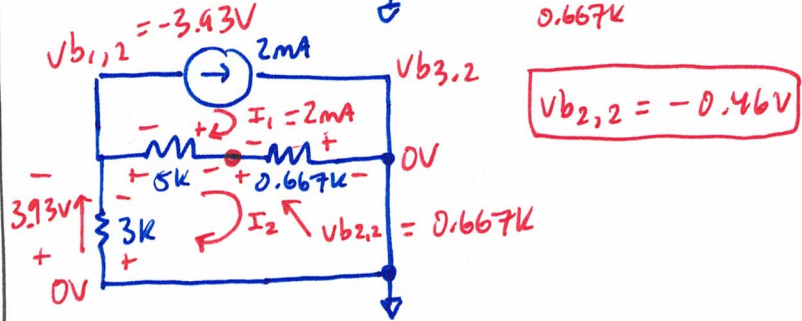 = -3.93V
0.667K
Vb1,2
2mA
Vb3,2
Vb2,2 = -0.46V
I1 = 2mA
- + - +
0V
+ 5K - + 0.667K -
-
-
3.93V
3K
I2
Vb2,2 = 0.667K
+
+
0V